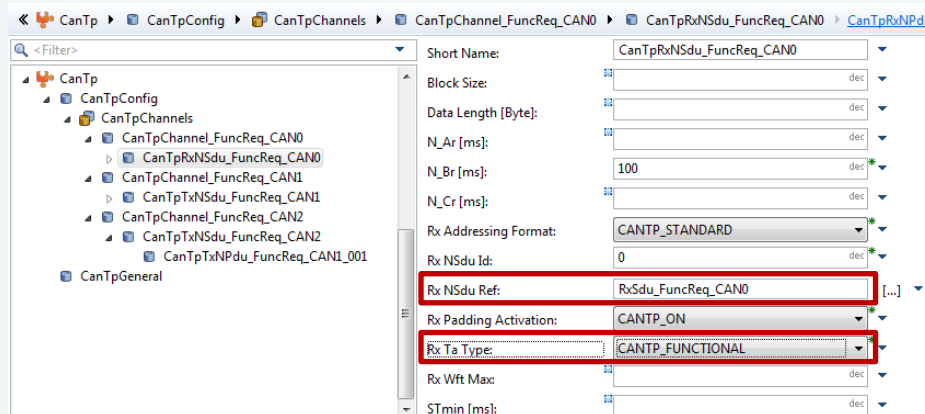 CanTp CanTpConfig CanTpChannels CanTpChannel_FuncReq_CAN0 CanTpRxNSdu_FuncReq_CAN0 CanTpRxNPd
<Filter>
CanTp
CanTpConfig
CanTpChannels
CanTpChannel_FuncReq_CAN0
CanTpRxNSdu_FuncReq_CAN0
CanTpChannel_FuncReq_CAN1
CanTpTxNSdu_FuncReq_CAN1
CanTpChannel_FuncReq_CAN2
CanTpTxNSdu_FuncReq_CAN2
CanTpTxNPdu_FuncReq_CAN1_001
CanTpGeneral
Short Name: CanTpRxNSdu_FuncReq_CAN0
Block Size: dec
Data Length [Byte]: dec
N_Ar [ms]: dec
N_Br [ms]: 100 dec *
N_Cr [ms]: dec
Rx Addressing Format: CANTP_STANDARD *
Rx NSdu Id: 0 dec *
Rx NSdu Ref: RxSdu_FuncReq_CAN0 [...]
Rx Padding Activation: CANTP_ON *
Rx Ta Type: CANTP_FUNCTIONAL *
Rx Wft Max: dec
STmin [ms]: dec